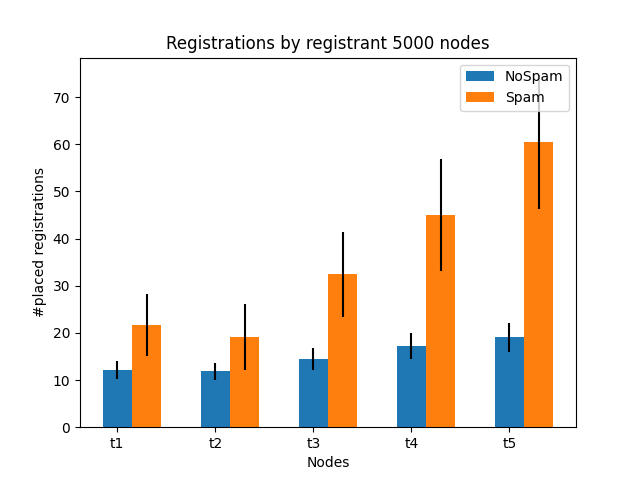 Registrations by registrant 5000 nodes
NoSpam
Spam
#placed registrations
70
60
50
40
30
20
10
0
t1 t2 t3 t4 t5
Nodes